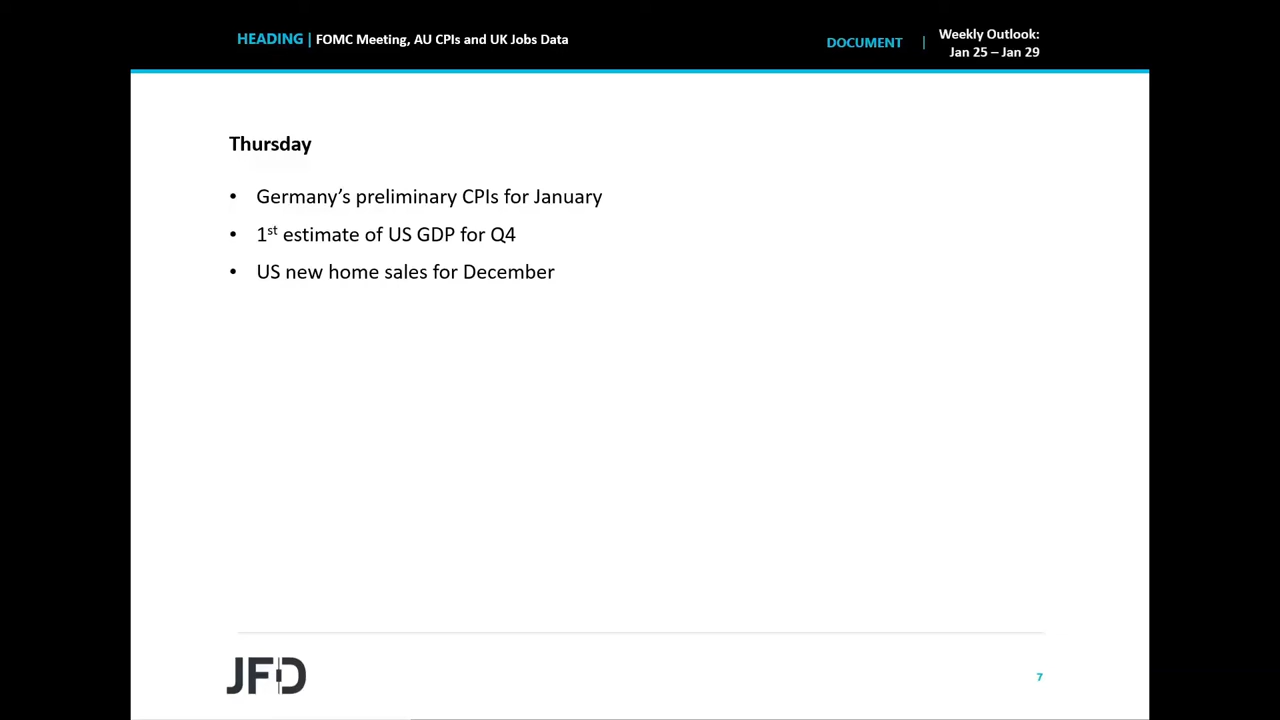 HEADING | FOMC Meeting, AU CPIs and UK Jobs Data
DOCUMENT | Weekly Outlook:
Jan 25 – Jan 29
Thursday
• Germany’s preliminary CPIs for January
• 1st estimate of US GDP for Q4
• US new home sales for December
JFD
7